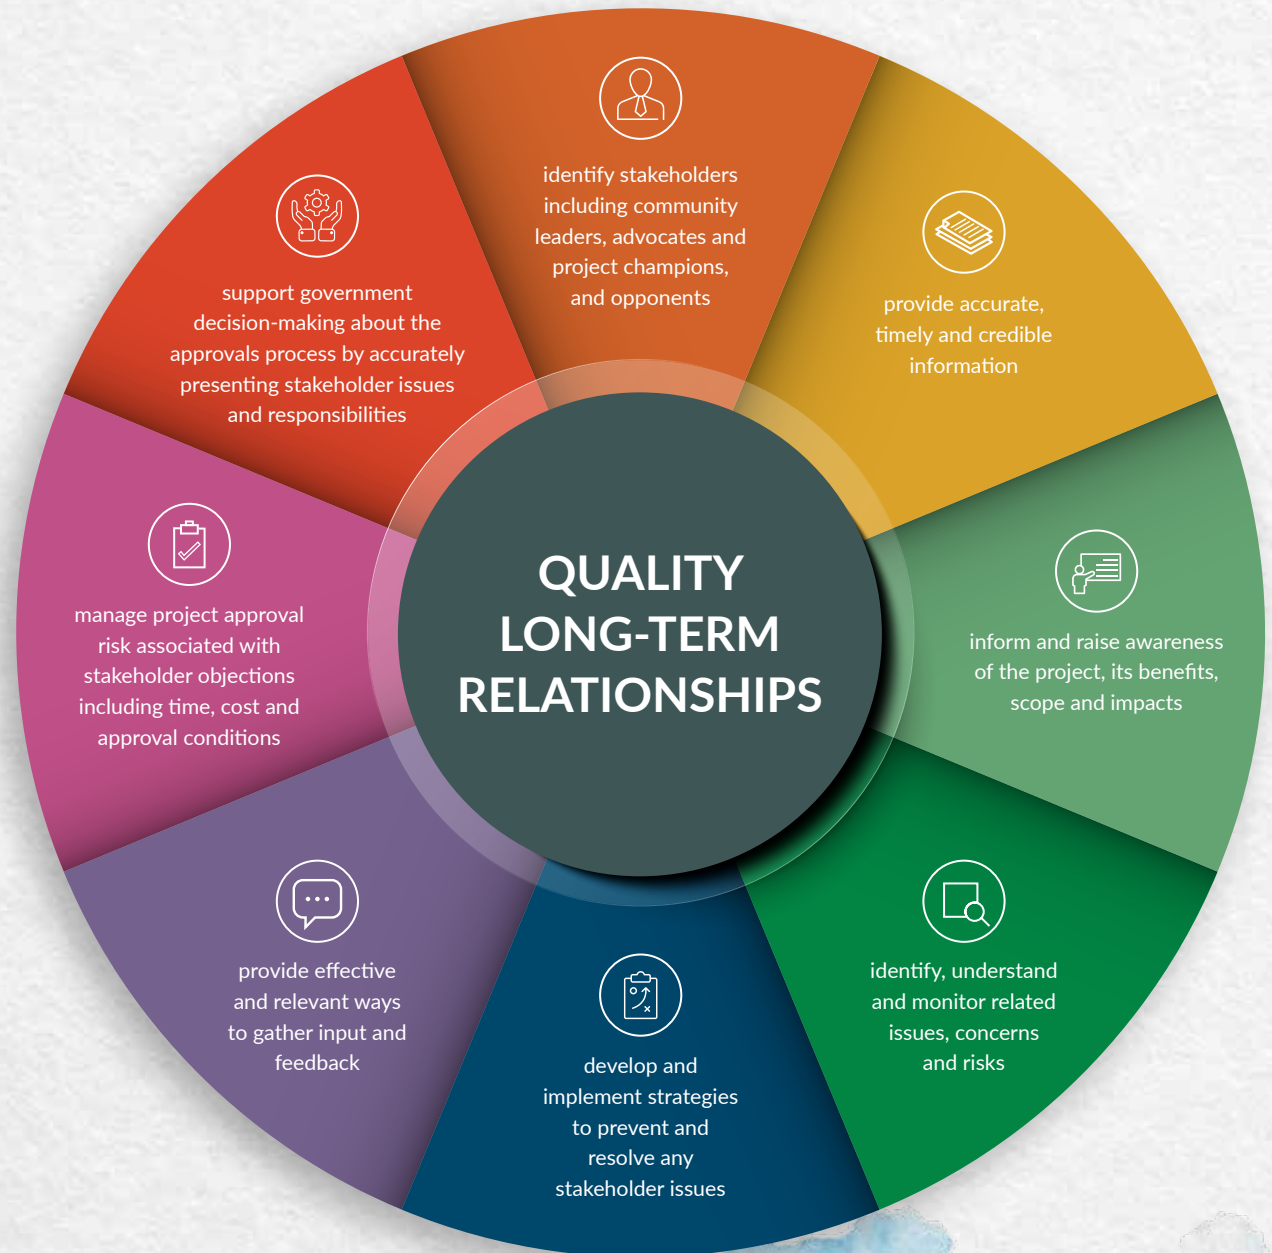 identify stakeholders
including community
leaders, advocates and
project champions,
and opponents
provide accurate,
timely and credible
information
inform and raise awareness
of the project, its benefits,
scope and impacts
identify, understand
and monitor related
issues, concerns
and risks
develop and
implement strategies
to prevent and
resolve any
stakeholder issues
provide effective
and relevant ways
to gather input and
feedback
manage project approval
risk associated with
stakeholder objections
including time, cost and
approval conditions
support government
decision-making about the
approvals process by accurately
presenting stakeholder issues
and responsibilities
QUALITY
LONG-TERM
RELATIONSHIPS